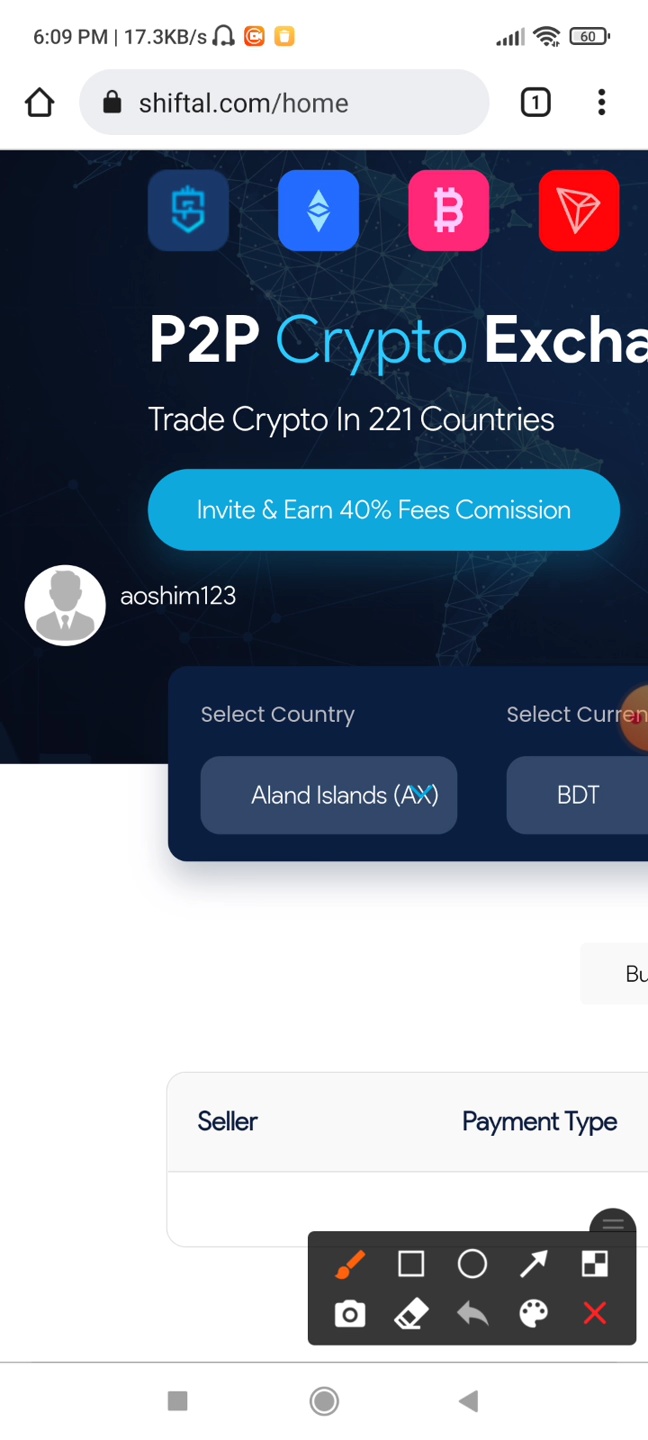 6:09 PM | 17.3KB/s 60
shiftal.com/home 1
P2P Crypto Excha
Trade Crypto In 221 Countries
Invite & Earn 40% Fees Comission
aoshim123
Select Country Select Curren
Aland Islands (AX) BDT
Bu
Seller Payment Type